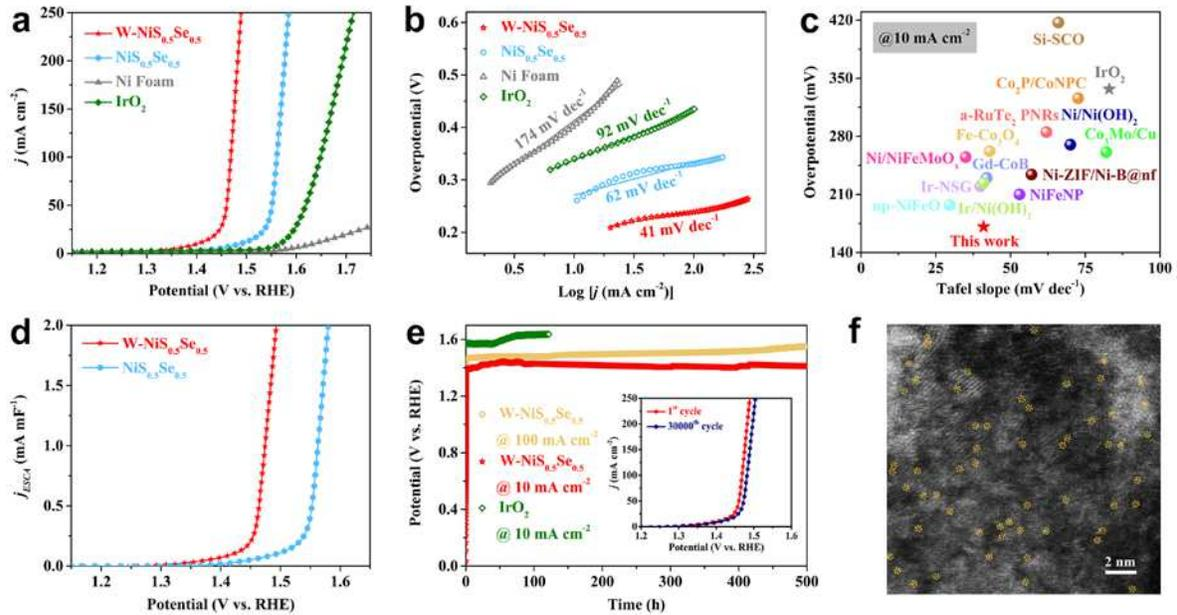 a
W-NiS0.5Se0.5
NiS0.5Se0.5
Ni Foam
IrO2
j (mA cm-2)
250
200
150
100
50
0
1.2 1.3 1.4 1.5 1.6 1.7
Potential (V vs. RHE)
b
W-NiS0.5Se0.5
NiS0.5Se0.5
Ni Foam
IrO2
174 mV dec-1
92 mV dec-1
62 mV dec-1
41 mV dec-1
Overpotential (V)
0.6
0.5
0.4
0.3
0.2
0.5 1.0 1.5 2.0 2.5
Log [j (mA cm-2)]
c
@10 mA cm-2
Si-SCO
IrO2
Co2P/CoNPC
a-RuTe2 PNRs
Ni/Ni(OH)2
Fe-Co3O4
Co3Mo/Cu
Ni/NiFeMoOx
Gd-CoB
Ni-ZIF/Ni-B@nf
Ir-NSG
NiFeNP
np-NiFeO
Ir/Ni(OH)2
This work
Overpotential (mV)
420
350
280
210
140
0 25 50 75 100
Tafel slope (mV dec-1)
d
W-NiS0.5Se0.5
NiS0.5Se0.5
jESCA (mA mF-1)
2.0
1.5
1.0
0.5
0.0
1.2 1.3 1.4 1.5 1.6
Potential (V vs. RHE)
e
W-NiS0.5Se0.5
@ 100 mA cm-2
W-NiS0.5Se0.5
@ 10 mA cm-2
IrO2
@ 10 mA cm-2
1st cycle
30000th cycle
j (mA cm-2)
250
200
150
100
50
0
1.2 1.3 1.4 1.5 1.6
Potential (V vs. RHE)
Potential (V vs. RHE)
1.6
1.2
0.8
0.4
0.0
0 100 200 300 400 500
Time (h)
f
2 nm